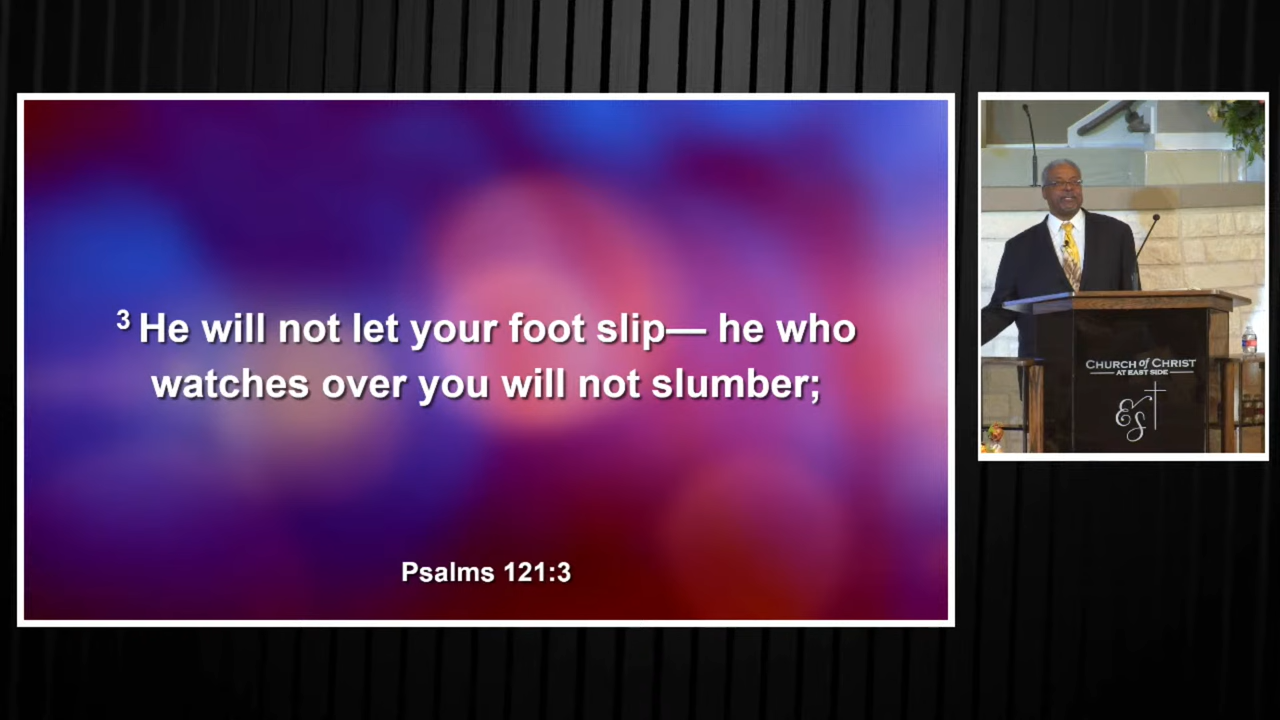 3 He will not let your foot slip— he who
watches over you will not slumber;
Psalms 121:3
CHURCH of CHRIST
AT EAST SIDE
ES